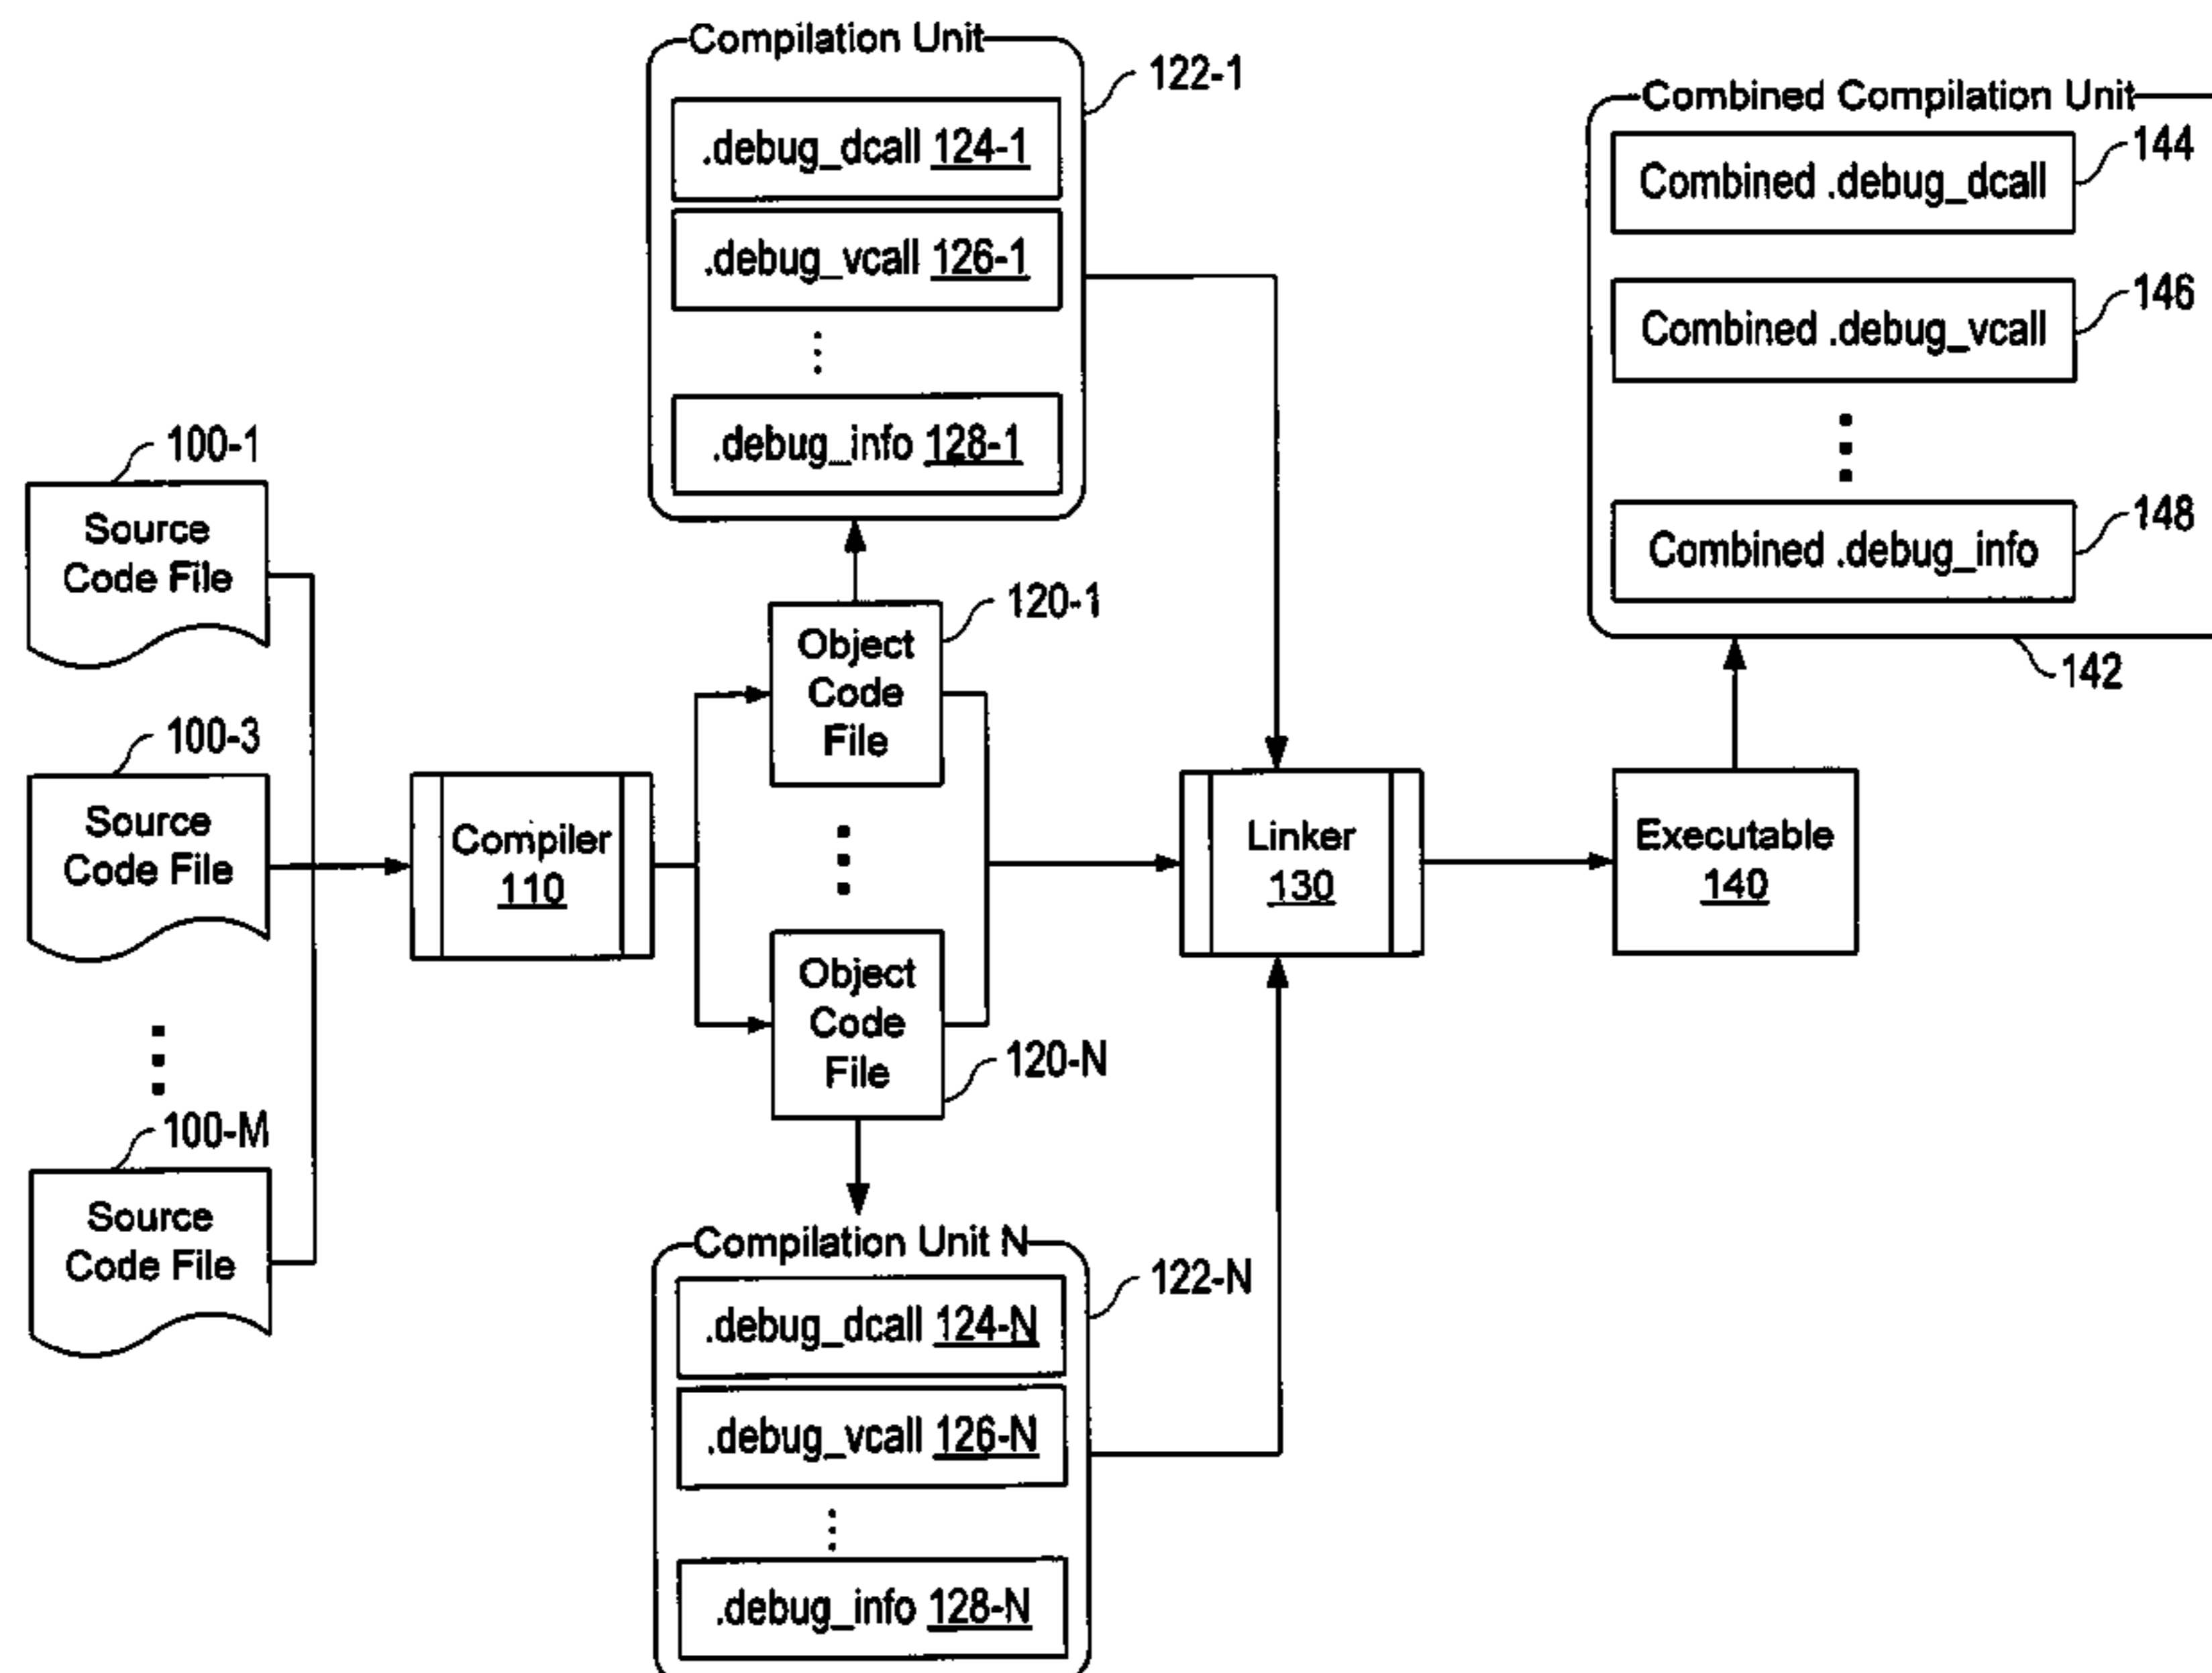 Compilation Unit
122-1
.debug_dcall 124-1
.debug_vcall 126-1
.debug_info 128-1
Combined Compilation Unit
144
Combined .debug_dcall
146
Combined .debug_vcall
148
Combined .debug_info
142
100-1
Source
Code File
100-3
Source
Code File
100-M
Source
Code File
Compiler
110
120-1
Object
Code
File
Object
Code
File
120-N
Linker
130
Executable
140
Compilation Unit N
122-N
.debug_dcall 124-N
.debug_vcall 126-N
.debug_info 128-N